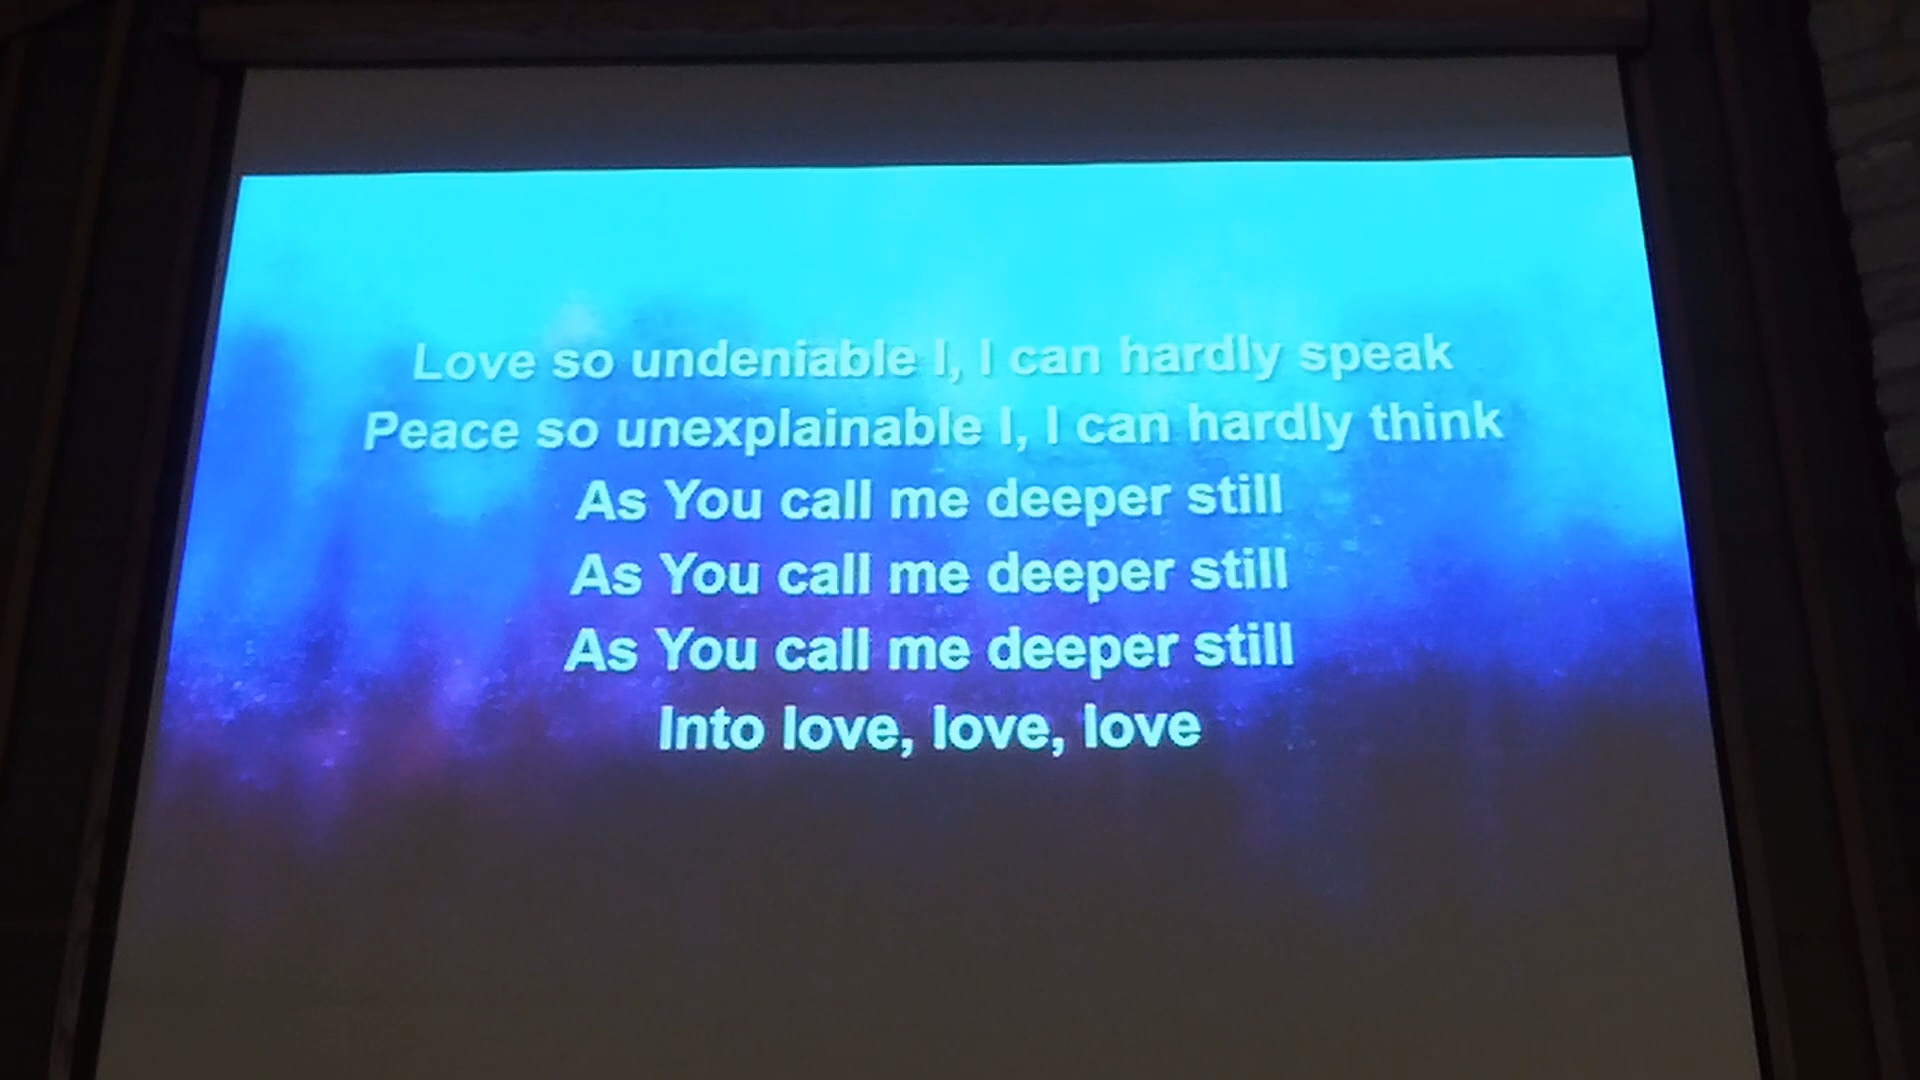 Love so undeniable I, I can hardly speak
Peace so unexplainable I, I can hardly think
As You call me deeper still
As You call me deeper still
As You call me deeper still
Into love, love, love